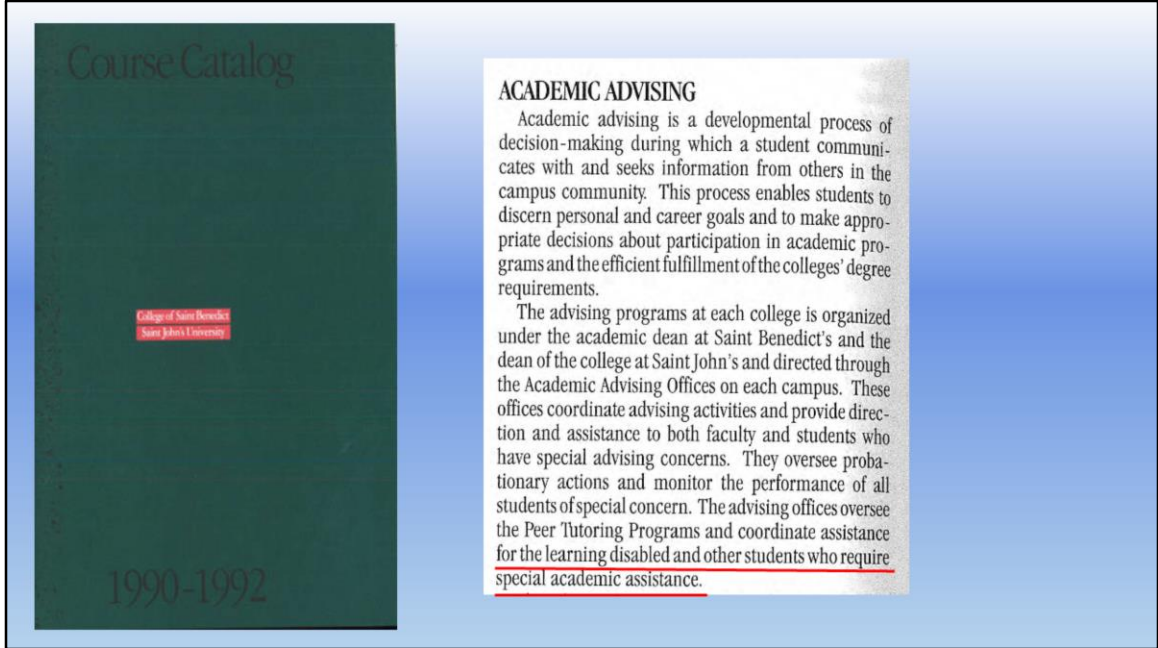 Course Catalog
College of Saint Benedict
Saint John's University
1990-1992
ACADEMIC ADVISING
Academic advising is a developmental process of
decision-making during which a student communi-
cates with and seeks information from others in the
campus community. This process enables students to
discern personal and career goals and to make appro-
priate decisions about participation in academic pro-
grams and the efficient fulfillment of the colleges' degree
requirements.
The advising programs at each college is organized
under the academic dean at Saint Benedict's and the
dean of the college at Saint John's and directed through
the Academic Advising Offices on each campus. These
offices coordinate advising activities and provide direc-
tion and assistance to both faculty and students who
have special advising concerns. They oversee proba-
tionary actions and monitor the performance of all
students of special concern. The advising offices oversee
the Peer Tutoring Programs and coordinate assistance
for the learning disabled and other students who require
special academic assistance.